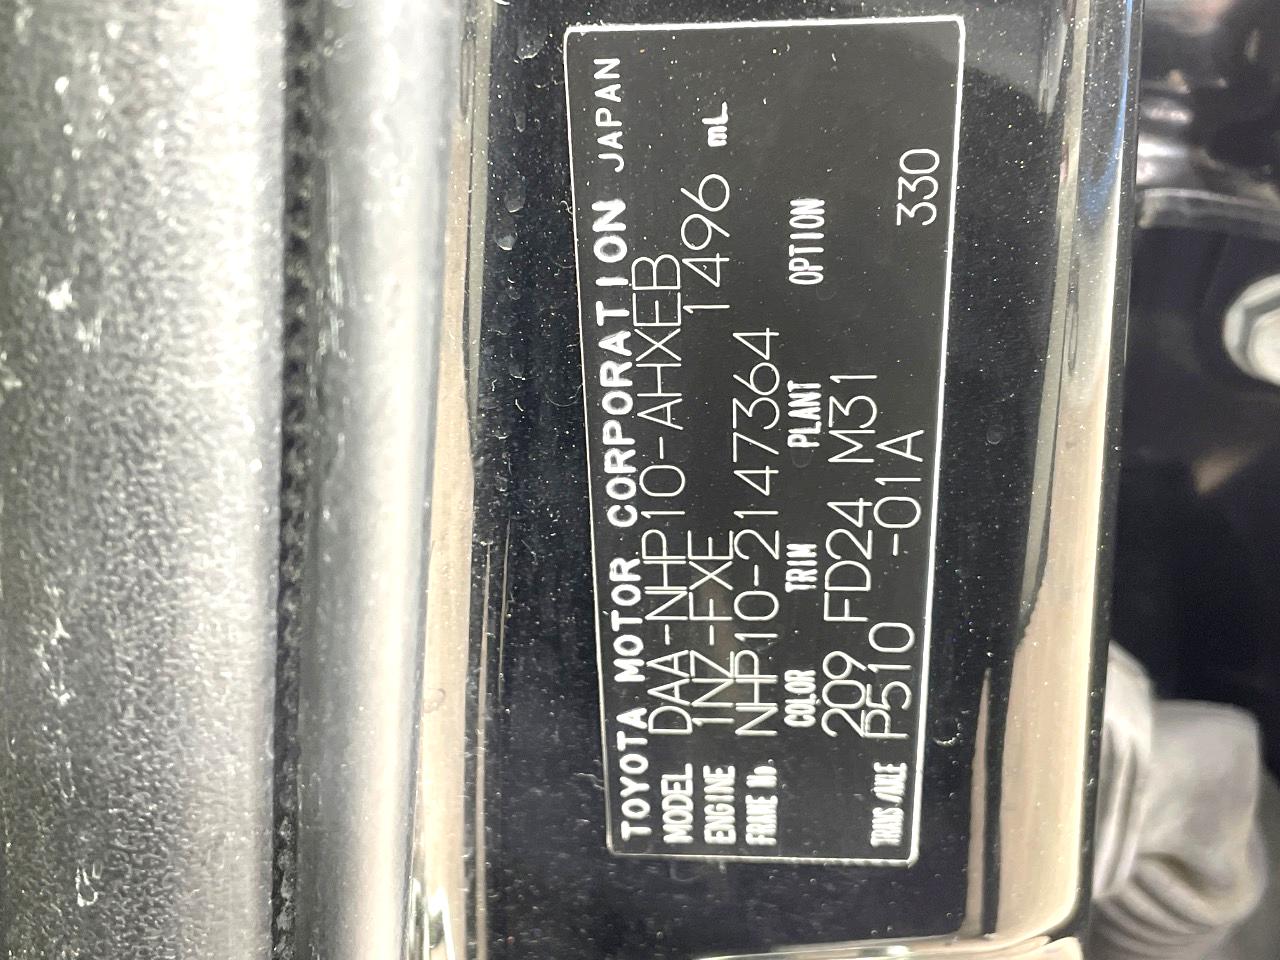 TOYOTA MOTOR CORPORATION JAPAN
MODEL DAA-NHP10-AHXEB
ENGINE 1NZ-FXE 1496 mL
FRAME No. NHP10-2147364
COLOR TRIM PLANT OPTION
209 FD24 M31
TRANS/AXLE P510 -01A 330